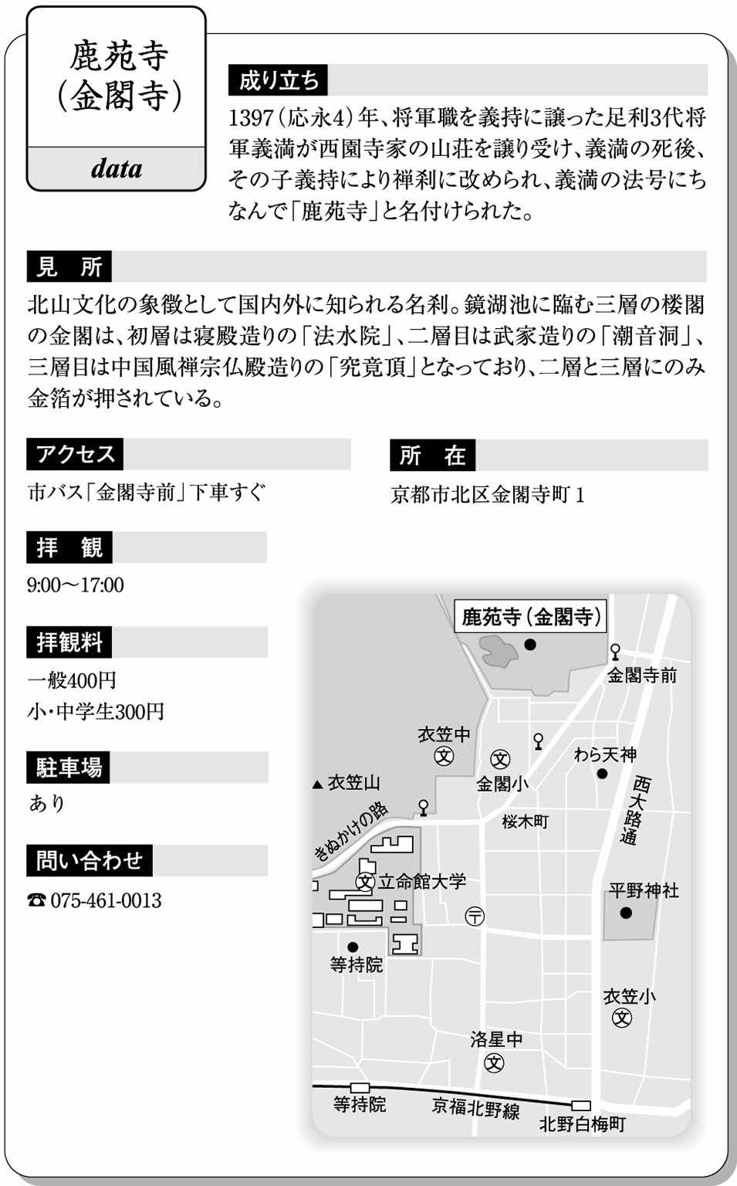 鹿苑寺
(金閣寺)
data
成り立ち
1397(応永4)年、将軍職を義持に譲った足利3代将
軍義満が西園寺家の山荘を譲り受け、義満の死後、
その子義持により禅刹に改められ、義満の法号にち
なんで「鹿苑寺」と名付けられた。
見 所
北山文化の象徴として国内外に知られる名刹。鏡湖池に臨む三層の楼閣
の金閣は、初層は寝殿造りの「法水院」、二層目は武家造りの「潮音洞」、
三層目は中国風禅宗仏殿造りの「究竟頂」となっており、二層と三層にのみ
金箔が押されている。
アクセス
市バス「金閣寺前」下車すぐ
所 在
京都市北区金閣寺町1
拝 観
9:00〜17:00
拝観料
一般400円
小・中学生300円
駐車場
あり
問い合わせ
☎075-461-0013
鹿苑寺(金閣寺)
金閣寺前
衣笠中
文
文
金閣小
わら天神
▲衣笠山
西大路通
きぬかけの路
桜木町
文
立命館大学
平野神社
〒
等持院
衣笠小
文
洛星中
文
等持院
京福北野線
北野白梅町